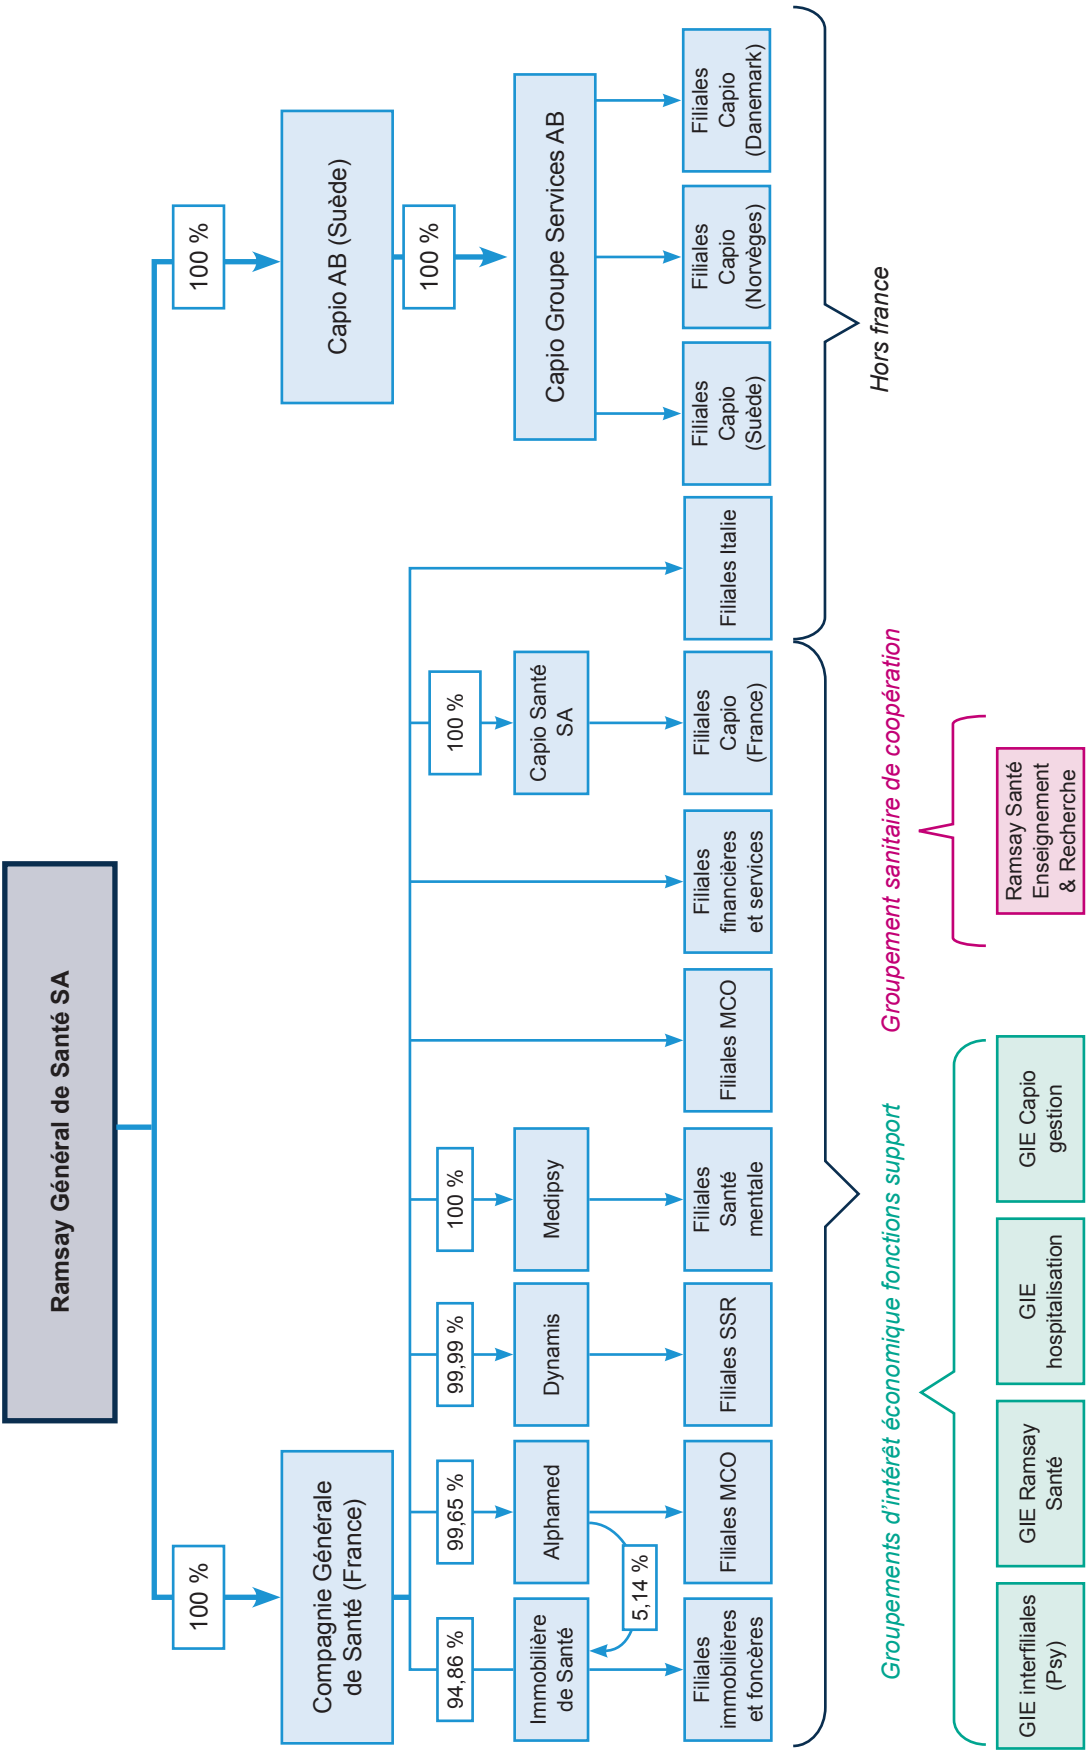 Ramsay Général de Santé SA
100 %
100 %
Compagnie Générale
de Santé (France)
Capio AB (Suède)
100 %
94,86 %
99,65 %
99,99 %
100 %
100 %
Immobilière
de Santé
Alphamed
Dynamis
Medipsy
Capio Santé
SA
Capio Groupe Services AB
5,14 %
Filiales
immobilières
et foncères
Filiales MCO
Filiales SSR
Filiales
Santé
mentale
Filiales MCO
Filiales
financières
et services
Filiales
Capio
(France)
Filiales Italie
Filiales
Capio
(Suède)
Filiales
Capio
(Norvèges)
Filiales
Capio
(Danemark)
Hors france
Groupements d'intérêt économique fonctions support
Groupement sanitaire de coopération
GIE interfiliales
(Psy)
GIE Ramsay
Santé
GIE
hospitalisation
GIE Capio
gestion
Ramsay Santé
Enseignement
& Recherche